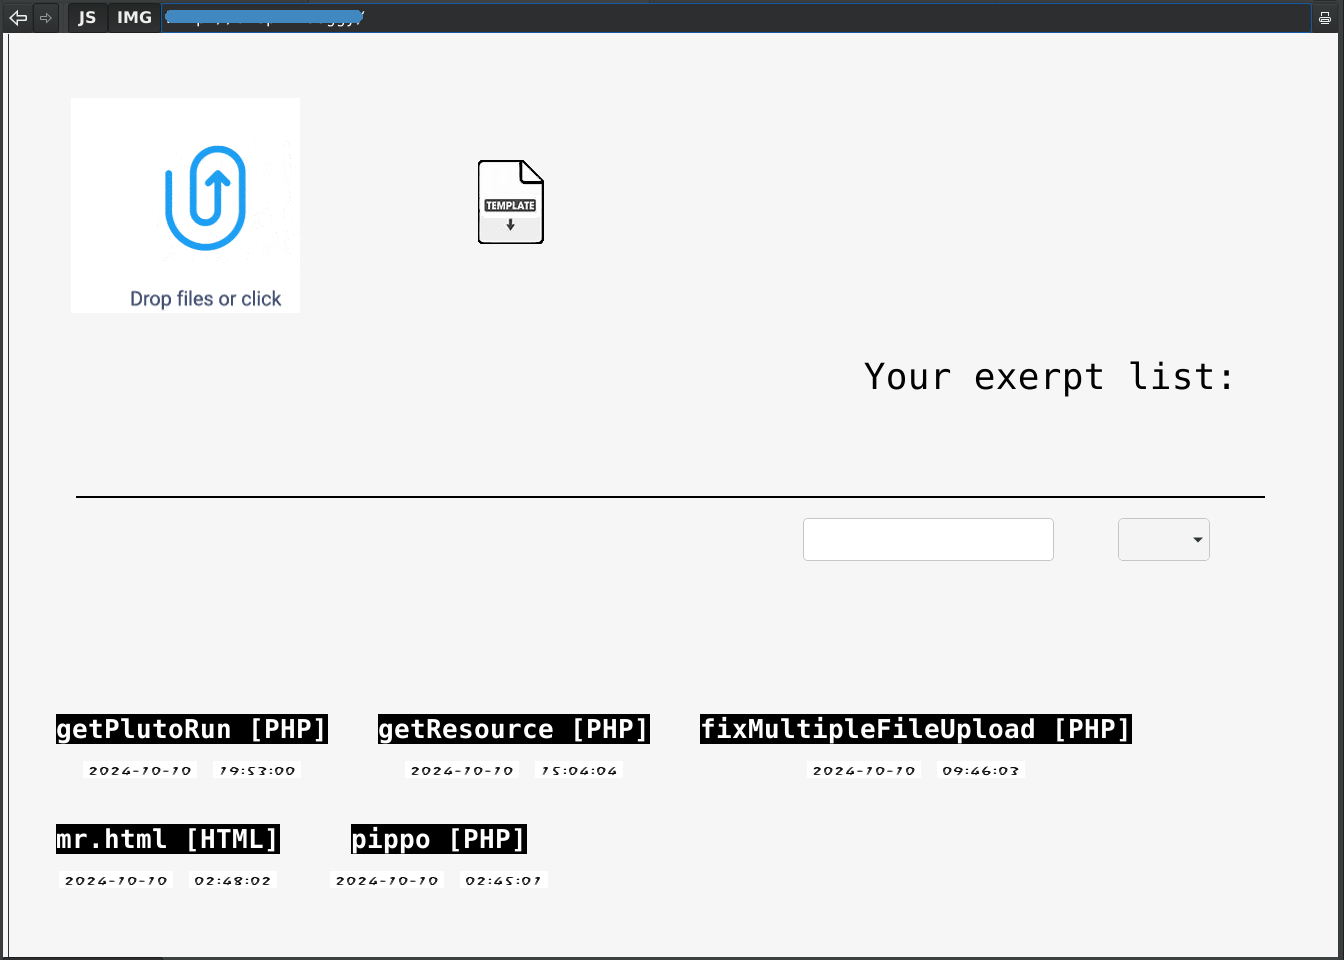 JS IMG
TEMPLATE
Drop files or click
Your exerpt list:
getPlutoRun [PHP] getResource [PHP] fixMultipleFileUpload [PHP]
2024-10-10 19:53:00 2024-10-10 15:04:04 2024-10-10 09:46:03
mr.html [HTML] pippo [PHP]
2024-10-10 02:48:02 2024-10-10 02:45:01